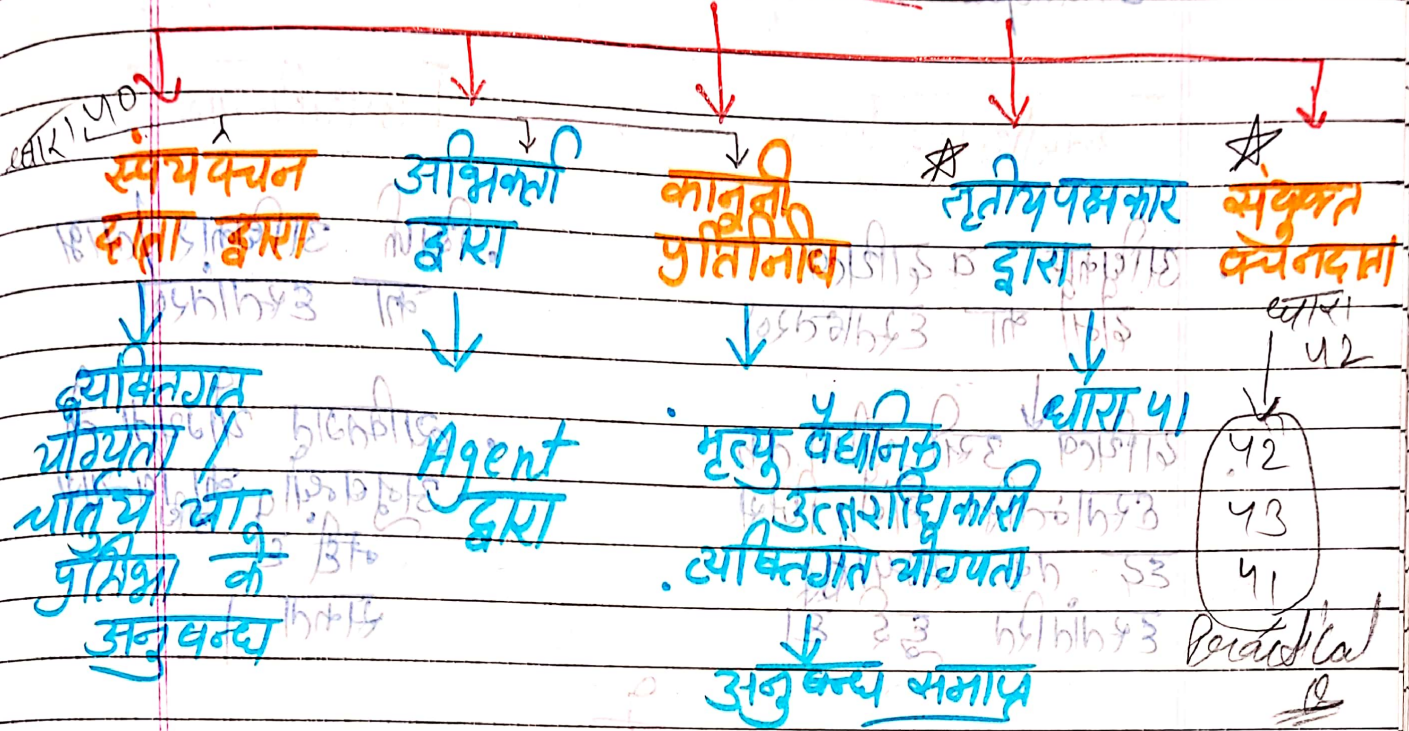 धारा 40
स्वंय वचन दाता द्वारा
अभिकर्ता द्वारा
कानूनी प्रतिनिधि
तृतीय पक्षकार द्वारा
संयुक्त वचनदाता
धारा 42
व्यक्तिगत
योग्यता /
चातुर्य या
प्रतिभा के
अनुबन्ध
Agent
द्वारा
मृत्यु वैधानिक
उत्तराधिकारी
व्यक्तिगत योग्यता
अनुबन्ध समाप्त
धारा 41
42
43
41
Practical
Q